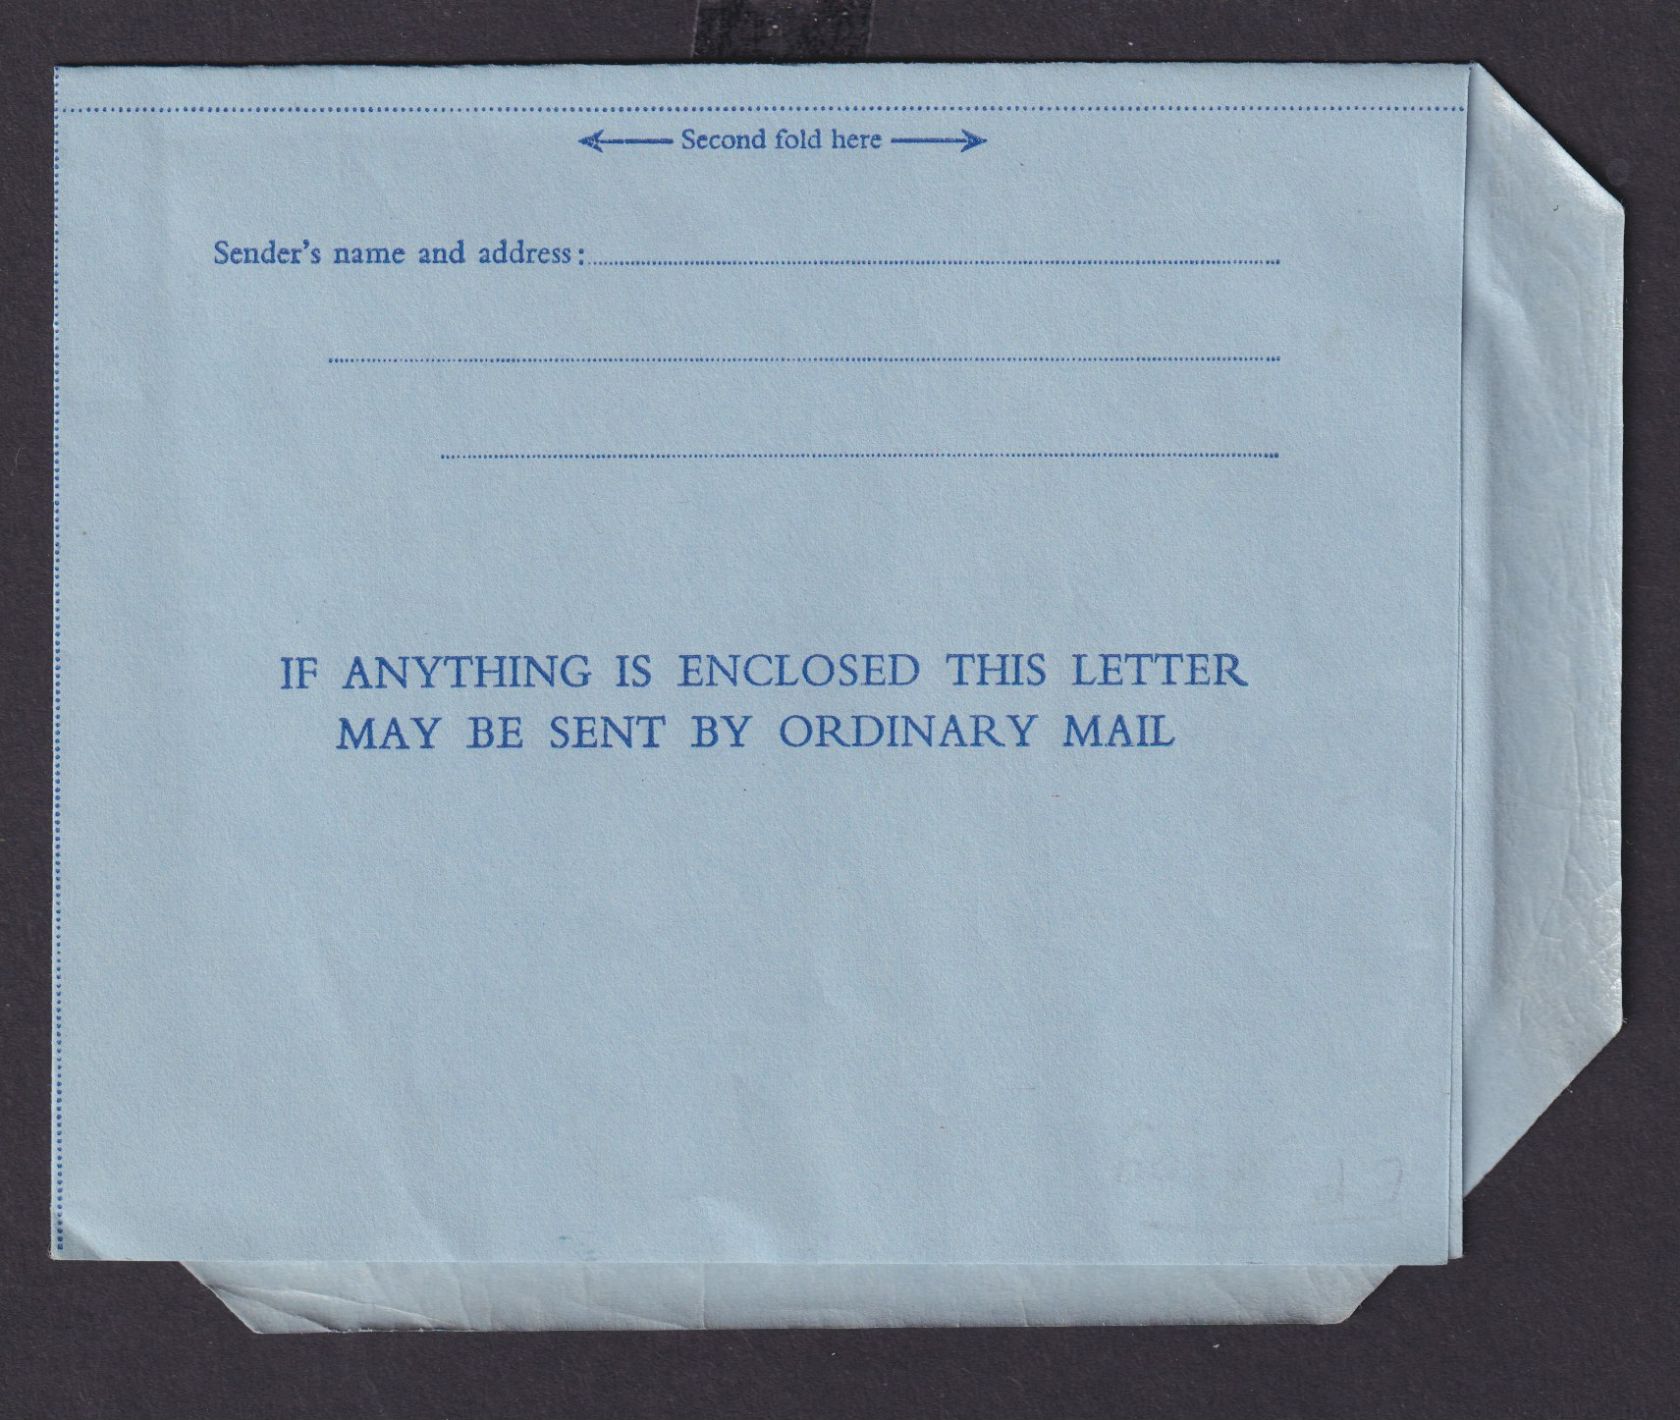 Second fold here
Sender's name and address:
IF ANYTHING IS ENCLOSED THIS LETTER
MAY BE SENT BY ORDINARY MAIL